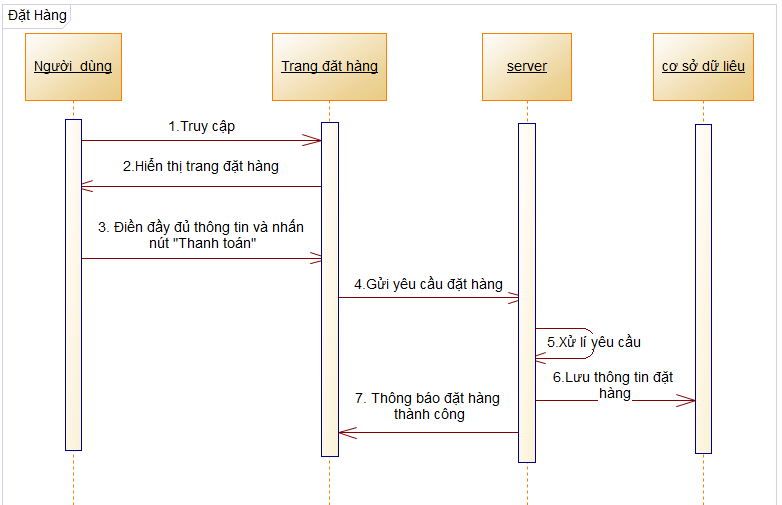 Đặt Hàng
Người dùng
Trang đăt hàng
server
cơ sở dữ liêu
1.Truy cập
2.Hiển thị trang đặt hàng
3. Điền đầy đủ thông tin và nhấn
nút "Thanh toán"
4.Gửi yêu cầu đặt hàng
5.Xử lí yêu cầu
6.Lưu thông tin đặt
hàng
7. Thông báo đặt hàng
thành công